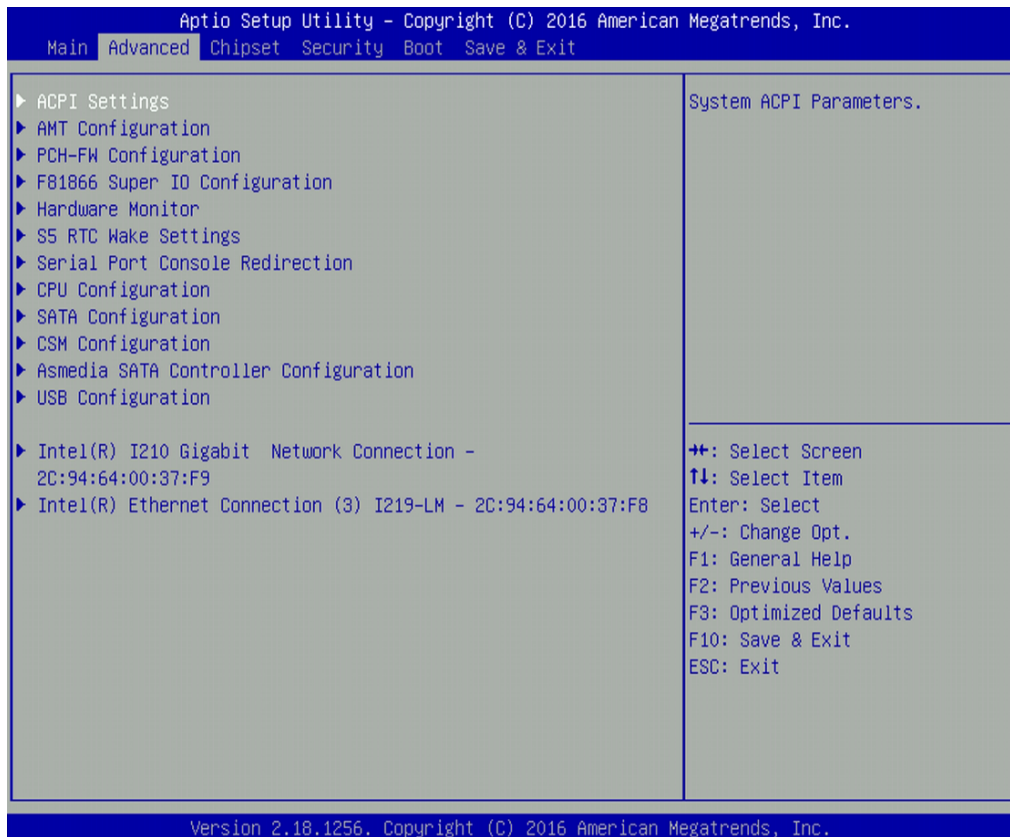 Aptio Setup Utility – Copyright (C) 2016 American Megatrends, Inc.
Main Advanced Chipset Security Boot Save & Exit
ACPI Settings
AMT Configuration
PCH-FW Configuration
F81866 Super IO Configuration
Hardware Monitor
S5 RTC Wake Settings
Serial Port Console Redirection
CPU Configuration
SATA Configuration
CSM Configuration
Asmedia SATA Controller Configuration
USB Configuration
Intel(R) I210 Gigabit  Network Connection –
2C:94:64:00:37:F9
Intel(R) Ethernet Connection (3) I219-LM – 2C:94:64:00:37:F8
System ACPI Parameters.
→←: Select Screen
↑↓: Select Item
Enter: Select
+/-: Change Opt.
F1: General Help
F2: Previous Values
F3: Optimized Defaults
F10: Save & Exit
ESC: Exit
Version 2.18.1256. Copyright (C) 2016 American Megatrends, Inc.